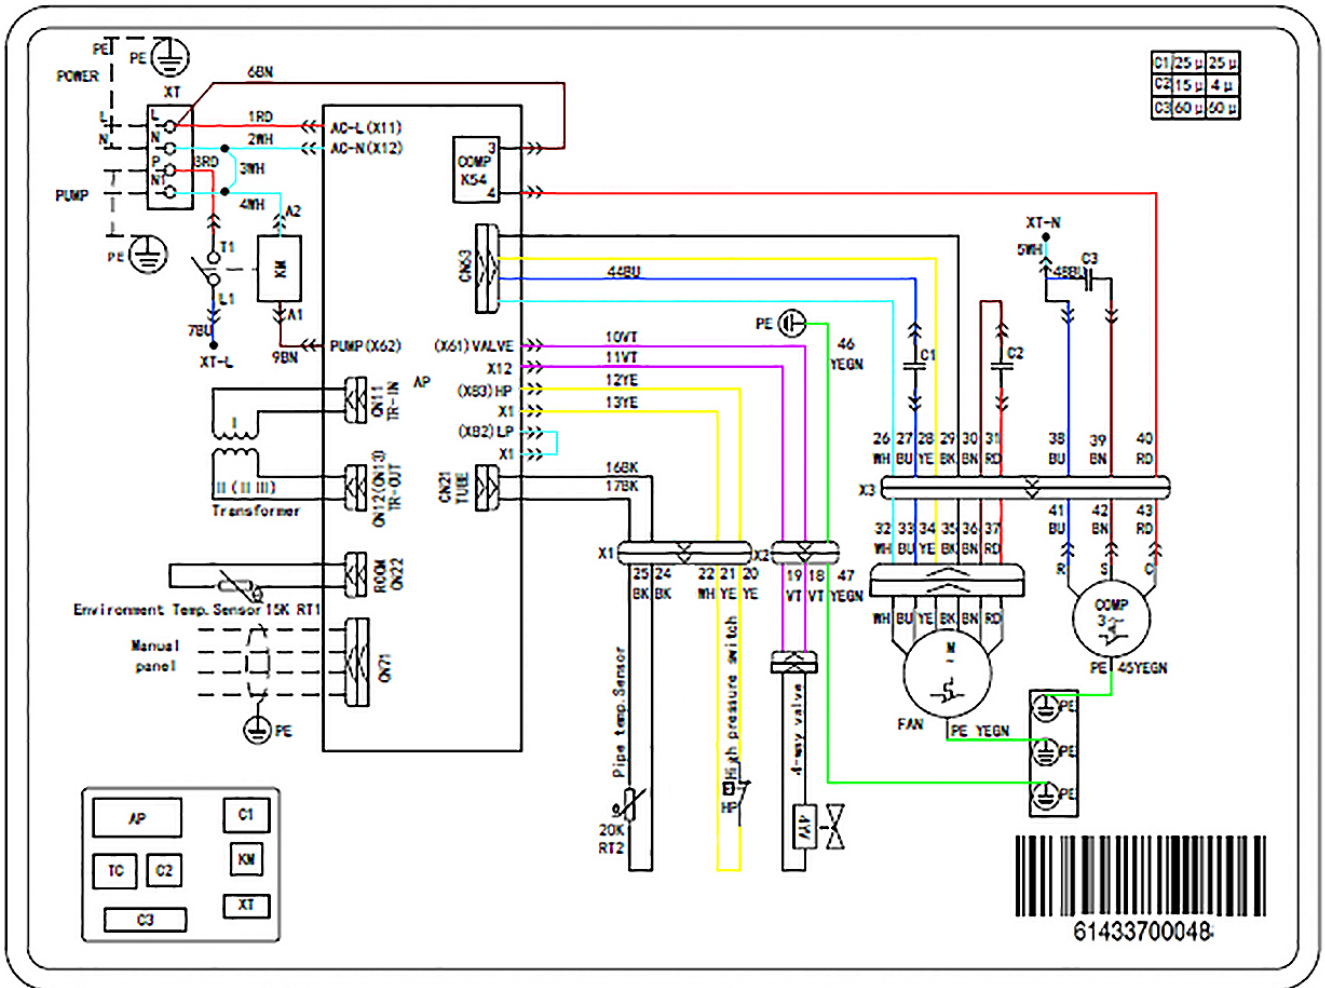 PE
PE
POWER
XT
6BN
C1 25 μ 25 μ
C2 15 μ 4 μ
C3 60 μ 60 μ
L
L
1RD
AC-L(X11)
N
N
2WH
AC-N(X12)
P
3RD
3WH
PUMP
N1
4WH
A2
COMP
K54
3
4
PE
T1
KM
L1
A1
7BU
XT-L
9BN
PUMP(X62)
CN63
44BU
XT-N
5WH
48BU
C3
PE
46
YEGN
C1
C2
(X61)VALVE
10VT
X12
11VT
AP
(X83)HP
12YE
X1
13YE
(X82)LP
X1
CN11
TR-IN
I
II(II III)
Transformer
CN12(CN13)
TR-OUT
CN21
TUBE
16BK
17BK
26 27 28 29 30 31
WH BU YE BK BN RD
38 39 40
BU BN RD
X3
32 33 34 35 36 37
WH BU YE BK BN RD
41 42 43
BU BN RD
X1
X2
25 24
BK BK
22 21 20
WH YE YE
19 18 47
VT VT YEGN
ROOM
CN22
Environment Temp.Sensor15K RT1
Manual
panel
CN71
PE
WH BU YE BK BN RD
R S C
COMP
3~
PE 45YEGN
M
~
FAN
PE YEGN
PE
PE
PE
Pipe temp.Sensor
20K
RT2
High pressure switch
HP
4-way valve
4YV
AP
C1
TC
C2
KM
C3
XT